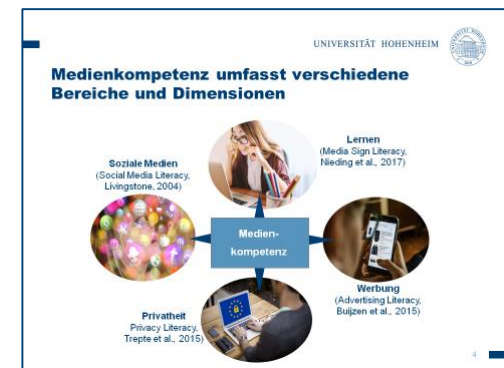 UNIVERSITÄT HOHENHEIM
Medienkompetenz umfasst verschiedene
Bereiche und Dimensionen
Lernen
(Media Sign Literacy,
Nieding et al., 2017)
Soziale Medien
(Social Media Literacy,
Livingstone, 2004)
Medien-
kompetenz
Werbung
(Advertising Literacy,
Buijzen et al., 2015)
Privatheit
Privacy Literacy,
Trepte et al., 2015)
4